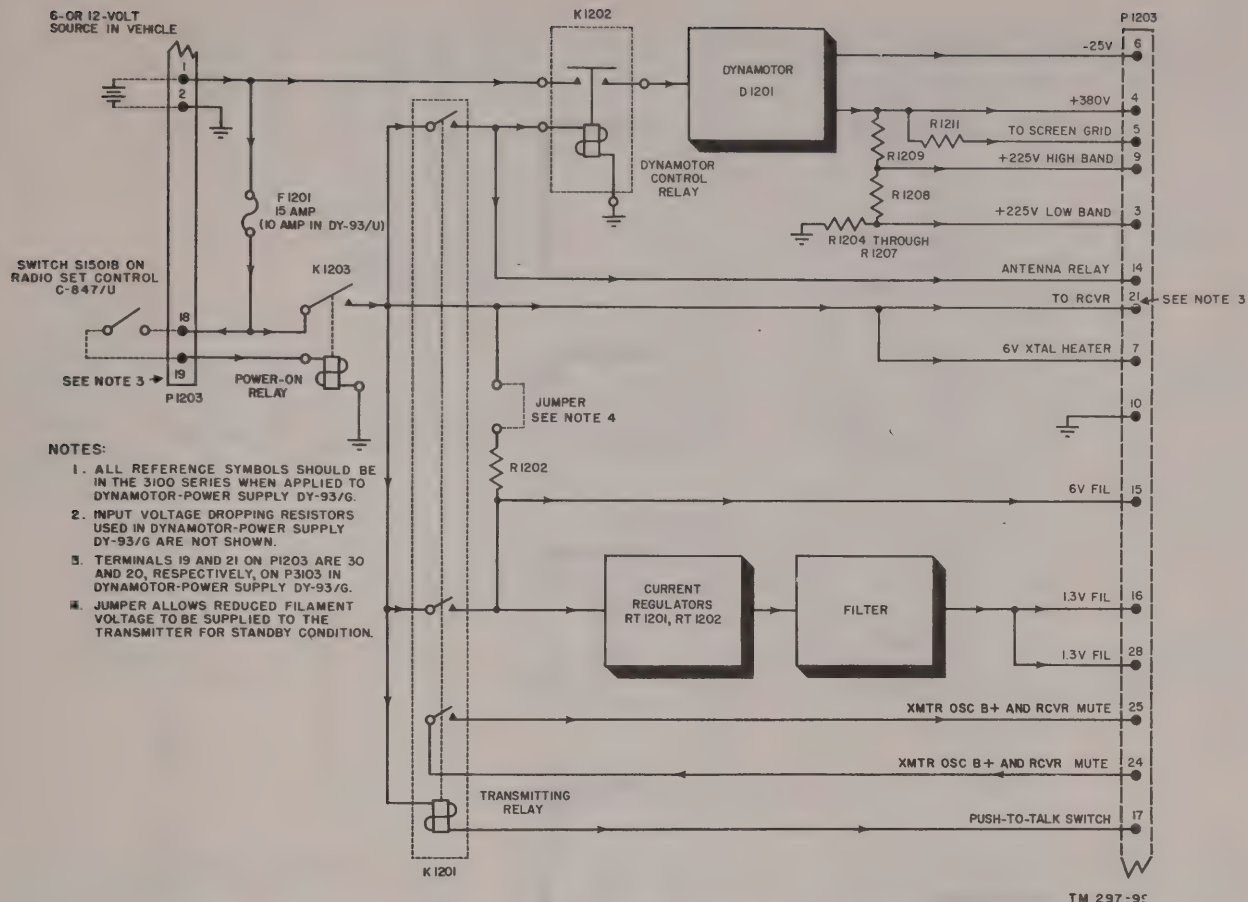 6-OR 12-VOLT
SOURCE IN VEHICLE
K1202
P1203
1
2
DYNAMOTOR
D1201
-25V
6
+380V
4
R1211
TO SCREEN GRID
5
R1209
+225V HIGH BAND
9
DYNAMOTOR
CONTROL
RELAY
R1208
+225V LOW BAND
3
R1204 THROUGH
R1207
F1201
15 AMP
(10 AMP IN DY-93/U)
SWITCH S1501B ON
RADIO SET CONTROL
C-847/U
K1203
ANTENNA RELAY
14
TO RCVR
21
SEE NOTE 3
18
6V XTAL HEATER
7
19
SEE NOTE 3
P1203
POWER-ON
RELAY
JUMPER
SEE NOTE 4
10
R1202
6V FIL
15
NOTES:
1. ALL REFERENCE SYMBOLS SHOULD BE
IN THE 3100 SERIES WHEN APPLIED TO
DYNAMOTOR-POWER SUPPLY DY-93/G.
2. INPUT VOLTAGE DROPPING RESISTORS
USED IN DYNAMOTOR-POWER SUPPLY
DY-93/G ARE NOT SHOWN.
3. TERMINALS 19 AND 21 ON P1203 ARE 30
AND 20, RESPECTIVELY, ON P3103 IN
DYNAMOTOR-POWER SUPPLY DY-93/G.
JUMPER ALLOWS REDUCED FILAMENT
VOLTAGE TO BE SUPPLIED TO THE
TRANSMITTER FOR STANDBY CONDITION.
CURRENT
REGULATORS
RT 1201, RT 1202
FILTER
1.3V FIL
16
1.3V FIL
28
XMTR OSC B+ AND RCVR MUTE
25
XMTR OSC B+ AND RCVR MUTE
24
TRANSMITTING
RELAY
PUSH-TO-TALK SWITCH
17
K1201
TM 297-9